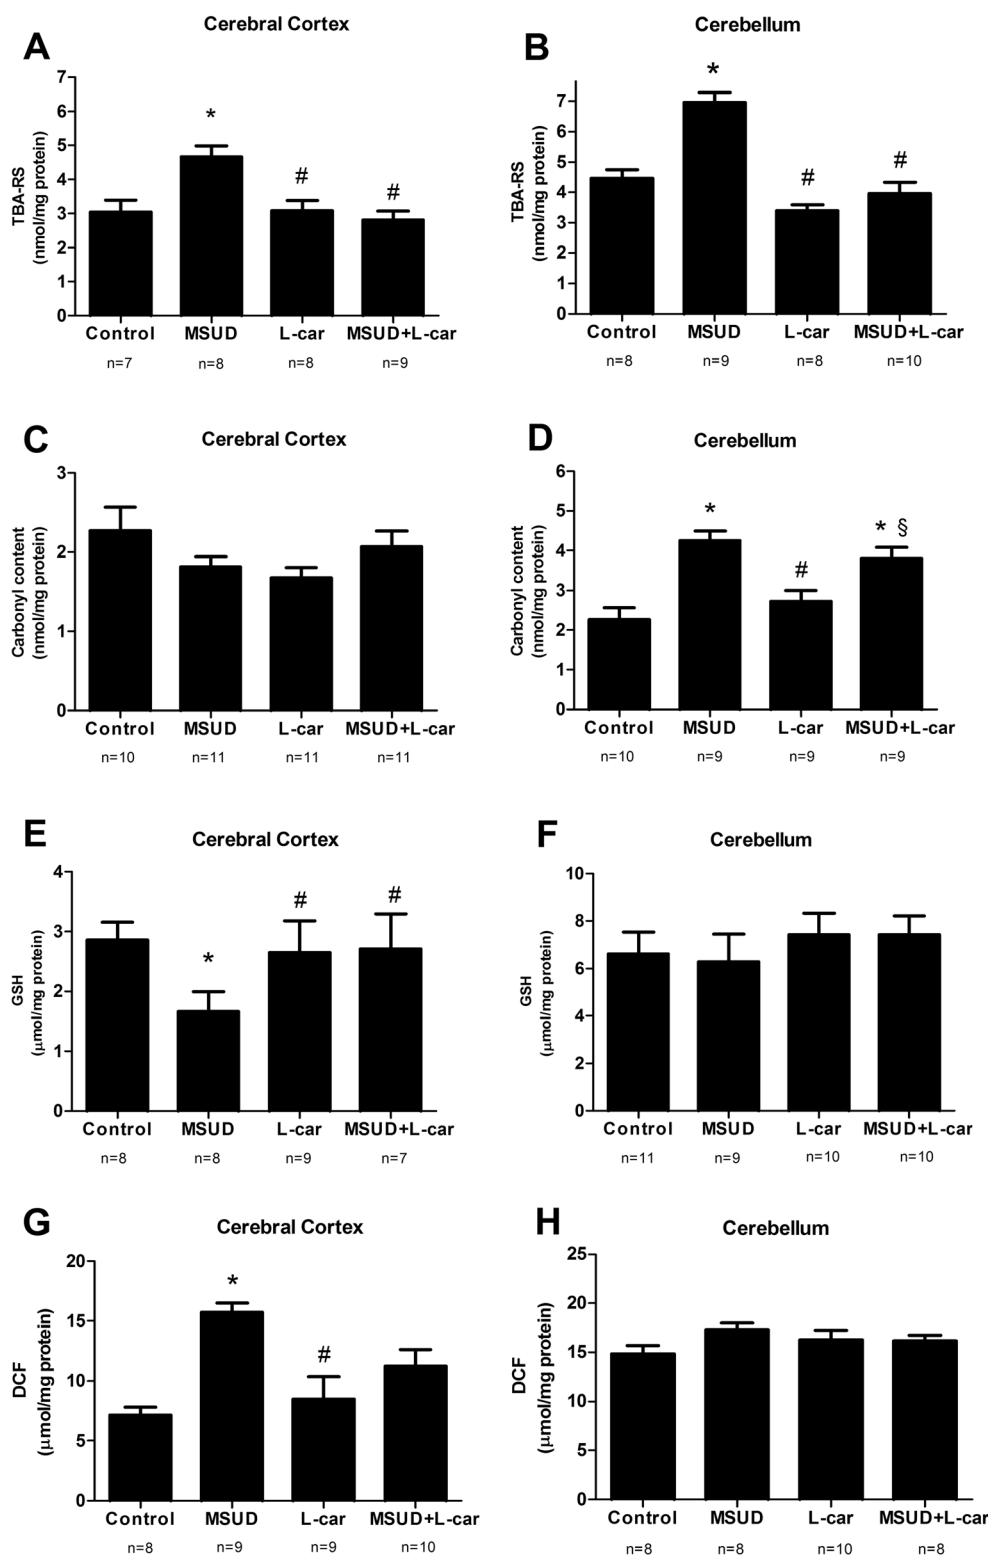 Cerebral Cortex
A
TBA-RS
(nmol/mg protein)
7
6
5
4
3
2
1
0
*
#
#
Control MSUD L-car MSUD+L-car
n=7 n=8 n=8 n=9
Cerebellum
B
TBA-RS
(nmol/mg protein)
7
6
5
4
3
2
1
0
*
#
#
Control MSUD L-car MSUD+L-car
n=8 n=9 n=8 n=10
Cerebral Cortex
C
Carbonyl content
(nmol/mg protein)
3
2
1
0
Control MSUD L-car MSUD+L-car
n=10 n=11 n=11 n=11
Cerebellum
D
Carbonyl content
(nmol/mg protein)
6
5
4
3
2
1
0
*
#
* §
Control MSUD L-car MSUD+L-car
n=10 n=9 n=9 n=9
Cerebral Cortex
E
GSH
(µmol/mg protein)
4
3
2
1
0
*
#
#
Control MSUD L-car MSUD+L-car
n=8 n=8 n=9 n=7
Cerebellum
F
GSH
(µmol/mg protein)
10
8
6
4
2
0
Control MSUD L-car MSUD+L-car
n=11 n=9 n=10 n=10
Cerebral Cortex
G
DCF
(µmol/mg protein)
20
15
10
5
0
*
#
Control MSUD L-car MSUD+L-car
n=8 n=9 n=9 n=10
Cerebellum
H
DCF
(µmol/mg protein)
25
20
15
10
5
0
Control MSUD L-car MSUD+L-car
n=8 n=8 n=10 n=8